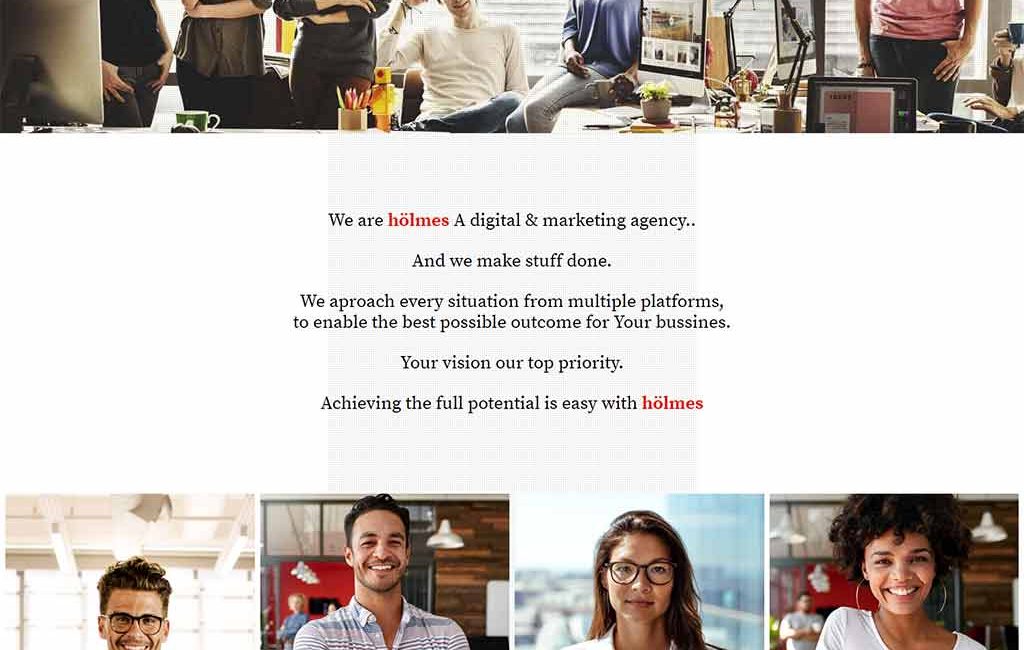 We are hölmes A digital & marketing agency..
And we make stuff done.
We aproach every situation from multiple platforms,
to enable the best possible outcome for Your bussines.
Your vision our top priority.
Achieving the full potential is easy with hölmes